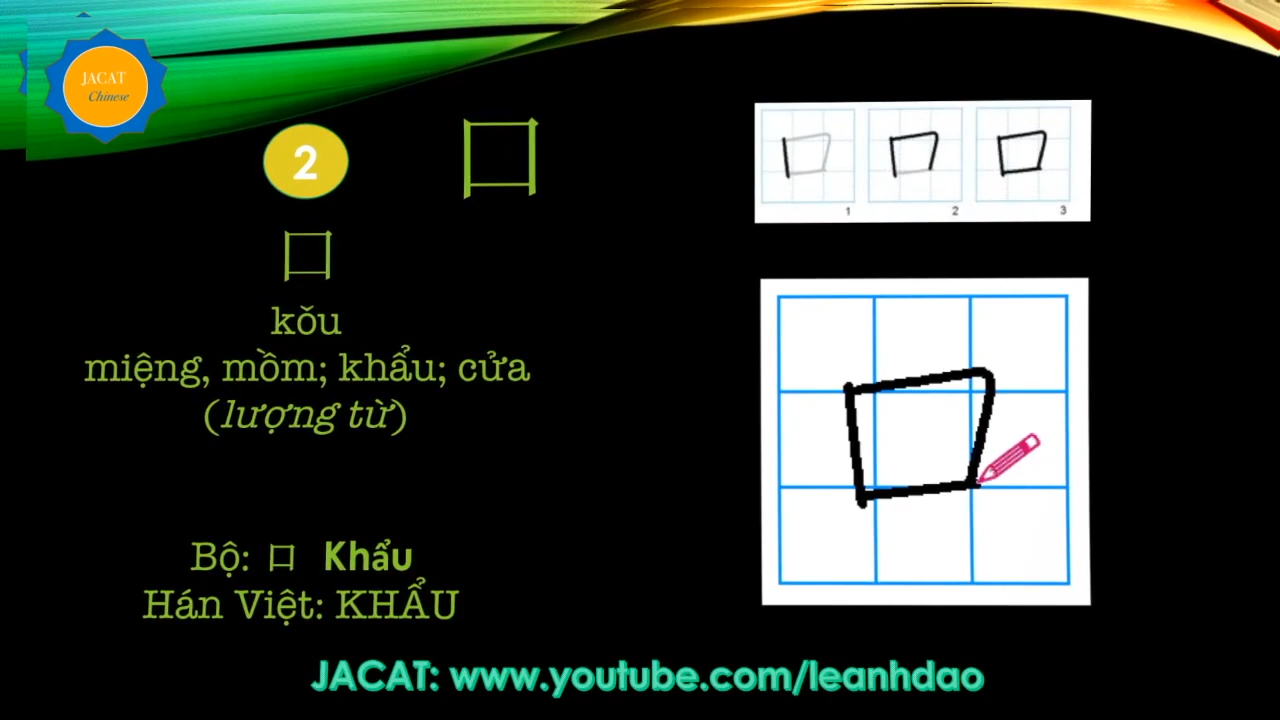 JACAT
Chinese
2
口
口
kǒu
miệng, mồm; khẩu; cửa
(lượng từ)
Bộ: 口 Khẩu
Hán Việt: KHẨU
1
2
3
JACAT: www.youtube.com/leanhdao